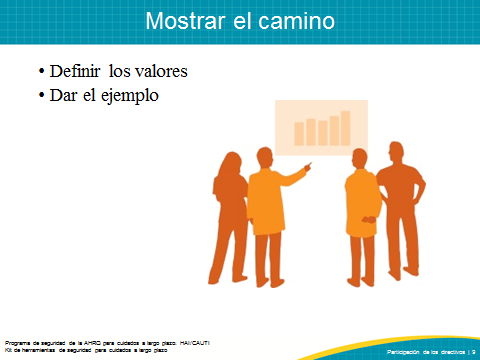 Mostrar el camino
• Definir los valores
• Dar el ejemplo
Programa de seguridad de la AHRQ para cuidados a largo plazo: HAI/CAUTI
Kit de herramientas de seguridad para cuidados a largo plazo
Participación de los directivos | 9